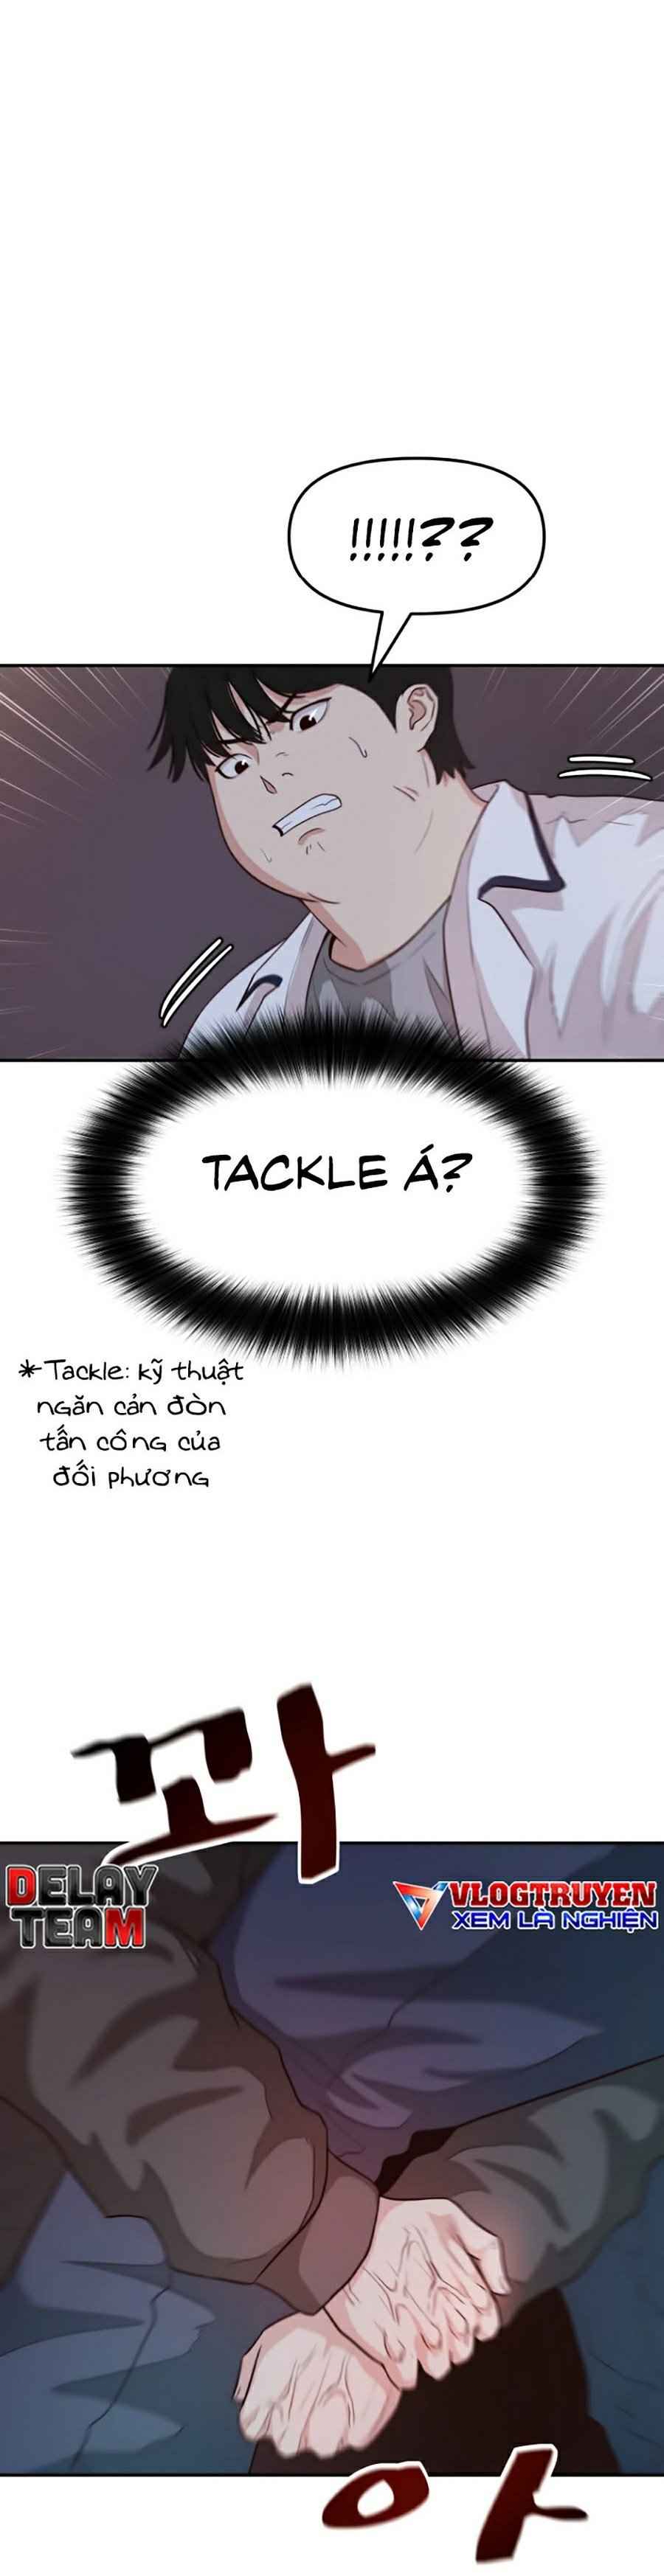 !!!!!??
TACKLE Á?
*Tackle: kỹ thuật
ngăn cản đòn
tấn công của
đối phương
꽈
DELAY
TEAM
VLOGTRUYEN
XEM LÀ NGHIỆN
아